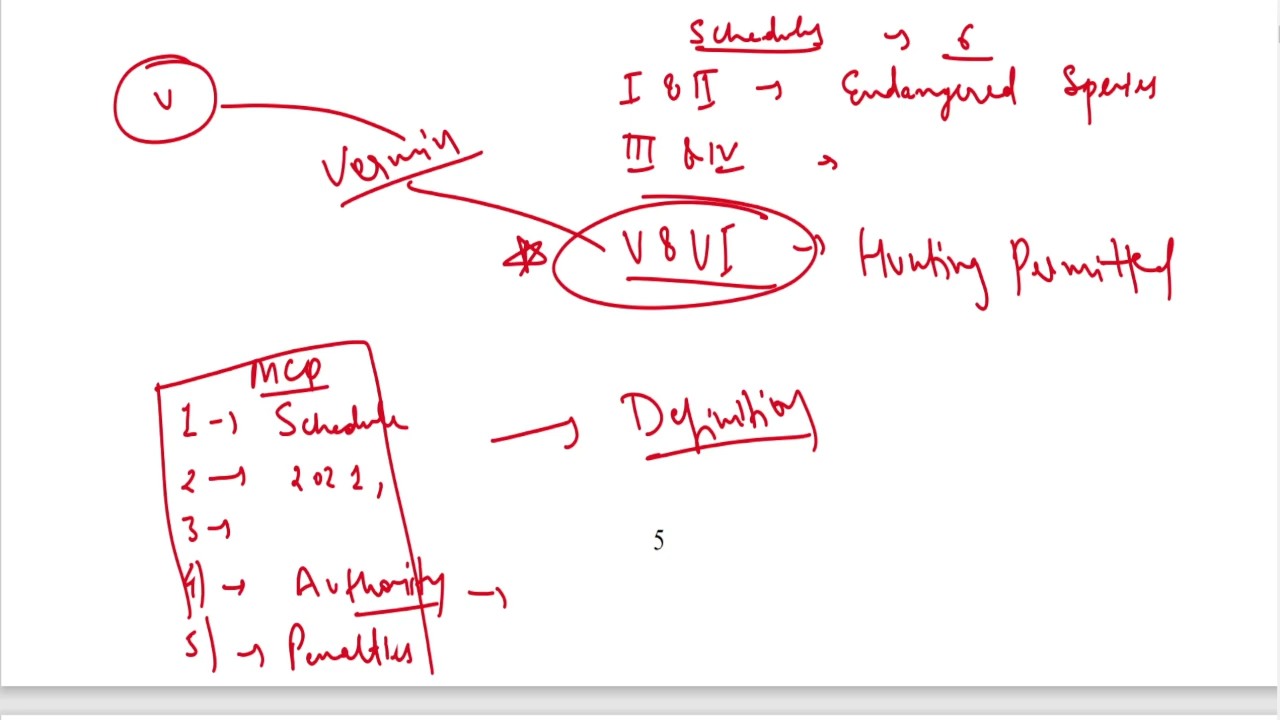 Schedules → 6
I & II → Endangered Species
III & IV →
V
Vermin
V & VI → Hunting Permitted
MCP
1 → Schedule → Definition
2 → 2021,
3 →
4) → Authority →
5) → Penalties
5